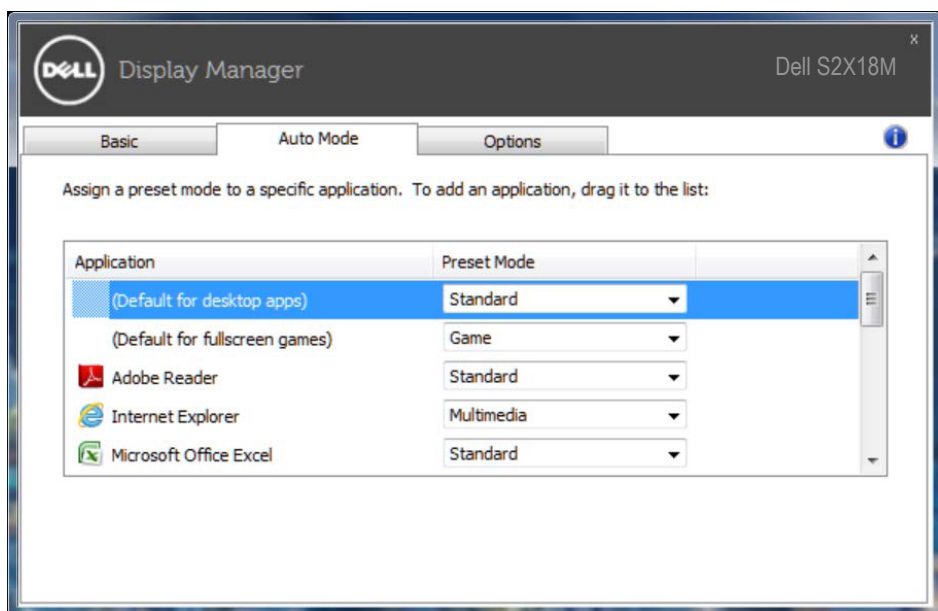 DELL Display Manager
x
Dell S2X18M
Basic Auto Mode Options
Assign a preset mode to a specific application. To add an application, drag it to the list:
Application Preset Mode
(Default for desktop apps) Standard
(Default for fullscreen games) Game
Adobe Reader Standard
Internet Explorer Multimedia
Microsoft Office Excel Standard